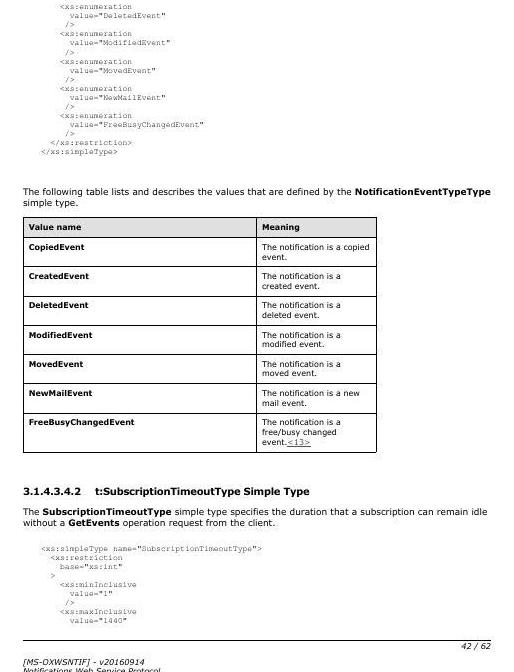 <xs:enumeration
value="DeletedEvent"
/>
<xs:enumeration
value="ModifiedEvent"
/>
<xs:enumeration
value="MovedEvent"
/>
<xs:enumeration
value="NewMailEvent"
/>
<xs:enumeration
value="FreeBusyChangedEvent"
/>
</xs:restriction>
</xs:simpleType>
The following table lists and describes the values that are defined by the NotificationEventTypeType
simple type.
Value name Meaning
CopiedEvent The notification is a copied
event.
CreatedEvent The notification is a
created event.
DeletedEvent The notification is a
deleted event.
ModifiedEvent The notification is a
modified event.
MovedEvent The notification is a
moved event.
NewMailEvent The notification is a new
mail event.
FreeBusyChangedEvent The notification is a
free/busy changed
event.<13>
3.1.4.3.4.2 t:SubscriptionTimeoutType Simple Type
The SubscriptionTimeoutType simple type specifies the duration that a subscription can remain idle
without a GetEvents operation request from the client.
<xs:simpleType name="SubscriptionTimeoutType">
<xs:restriction
base="xs:int"
>
<xs:minInclusive
value="1"
/>
<xs:maxInclusive
value="1440"
42 / 62
[MS-OXWSNTIF] - v20160914
Notifications Web Service Protocol